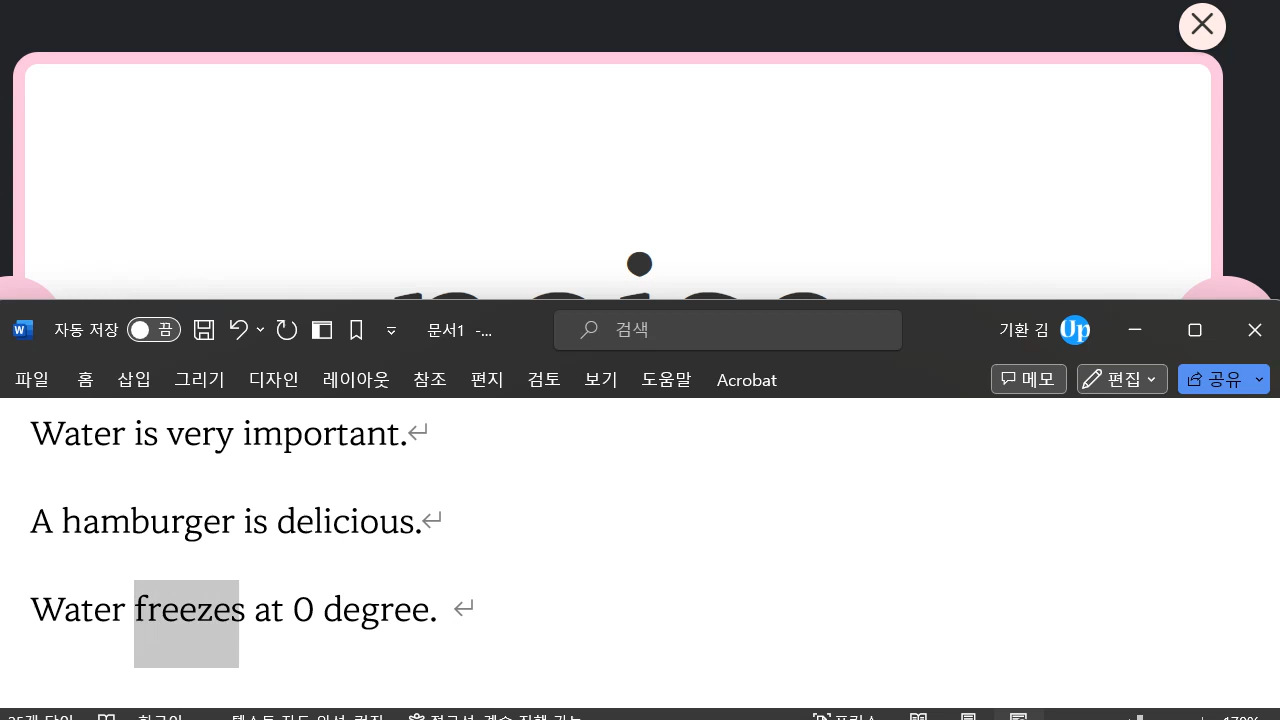 자동 저장 끔 문서1 -... 검색 기환 김 Up
파일 홈 삽입 그리기 디자인 레이아웃 참조 편지 검토 보기 도움말 Acrobat 메모 편집 공유
Water is very important.
A hamburger is delicious.
Water freezes at 0 degree.